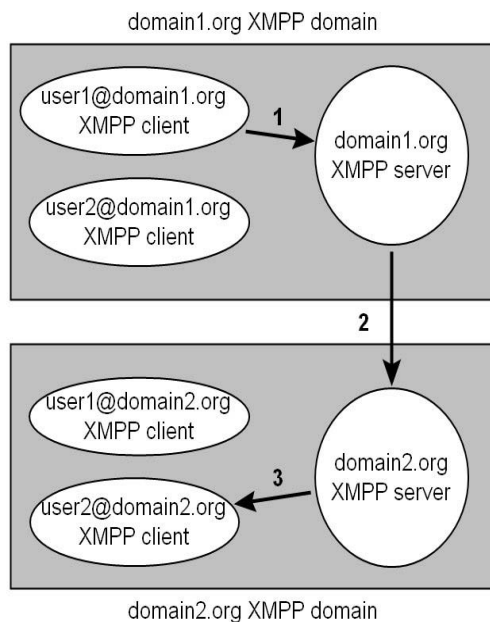 domain1.org XMPP domain
user1@domain1.org
XMPP client
1
domain1.org
XMPP server
user2@domain1.org
XMPP client
2
user1@domain2.org
XMPP client
domain2.org
XMPP server
3
user2@domain2.org
XMPP client
domain2.org XMPP domain